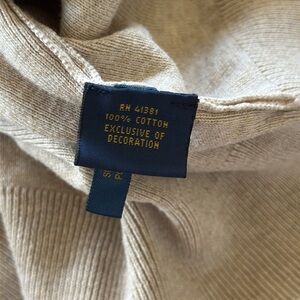 RN 41381
100% COTTON
EXCLUSIVE OF
DECORATION